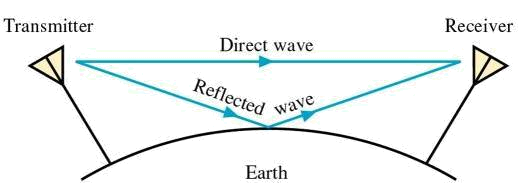 Transmitter
Receiver
Direct wave
Reflected wave
Earth